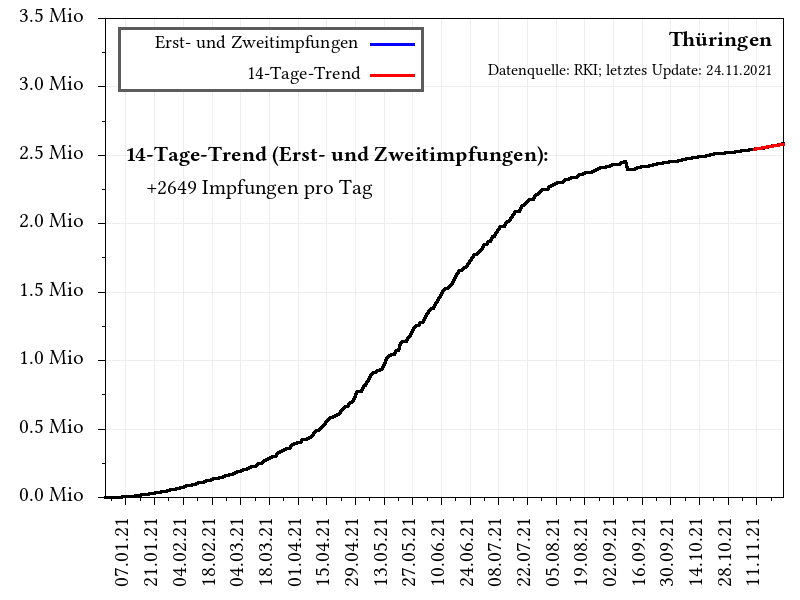 3.5 Mio
3.0 Mio
2.5 Mio
2.0 Mio
1.5 Mio
1.0 Mio
0.5 Mio
0.0 Mio
Erst- und Zweitimpfungen
14-Tage-Trend
Thüringen
Datenquelle: RKI; letztes Update: 24.11.2021
14-Tage-Trend (Erst- und Zweitimpfungen):
+2649 Impfungen pro Tag
07.01.21
21.01.21
04.02.21
18.02.21
04.03.21
18.03.21
01.04.21
15.04.21
29.04.21
13.05.21
27.05.21
10.06.21
24.06.21
08.07.21
22.07.21
05.08.21
19.08.21
02.09.21
16.09.21
30.09.21
14.10.21
28.10.21
11.11.21